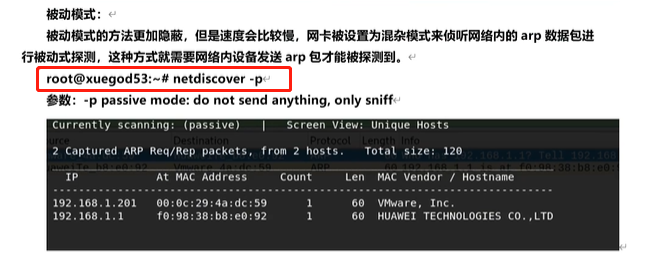 被动模式：
被动模式的方法更加隐蔽，但是速度会比较慢，网卡被设置为混杂模式来侦听网络内的 arp 数据包进
行被动式探测，这种方式就需要网络内设备发送 arp 包才能被探测到。
root@xuegod53:~# netdiscover -p
参数：-p passive mode: do not send anything, only sniff
Currently scanning: (passive) | Screen View: Unique Hosts
2 Captured ARP Req/Rep packets, from 2 hosts. Total size: 120
IP At MAC Address Count Len MAC Vendor / Hostname
-----------------------------------------------------------------------------
192.168.1.201 00:0c:29:4a:dc:59 1 60 VMware, Inc.
192.168.1.1 f0:98:38:b8:e0:92 1 60 HUAWEI TECHNOLOGIES CO.,LTD